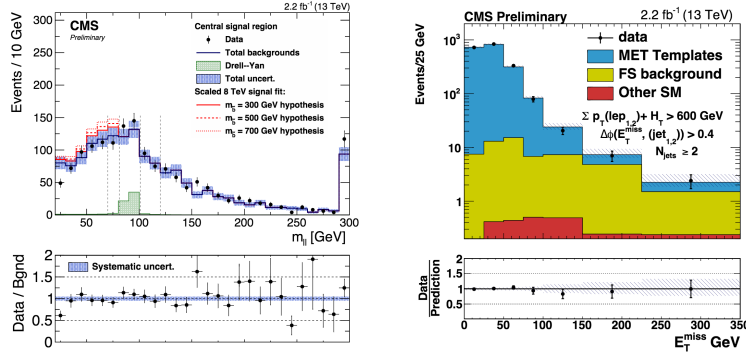 2.2 fb⁻¹ (13 TeV)
CMS
Preliminary
Central signal region
Data
Total backgrounds
Drell--Yan
Total uncert.
Scaled 8 TeV signal fit:
m_b̃ = 300 GeV hypothesis
m_b̃ = 500 GeV hypothesis
m_b̃ = 700 GeV hypothesis
Events / 10 GeV
300
250
200
150
100
50
0
50 100 150 200 250 300
m_ll [GeV]
Data / Bgnd
2
1.5
1
0.5
0
Systematic uncert.
CMS Preliminary
2.2 fb⁻¹ (13 TeV)
data
MET Templates
FS background
Other SM
Σ p_T(lep_1,2)+ H_T > 600 GeV
Δϕ(E_T^miss, (jet_1,2)) > 0.4
N_jets ≥ 2
Events/25 GeV
10³
10²
10
1
Data
Prediction
2
1.5
1
0.5
0 50 100 150 200 250 300 350
E_T^miss GeV